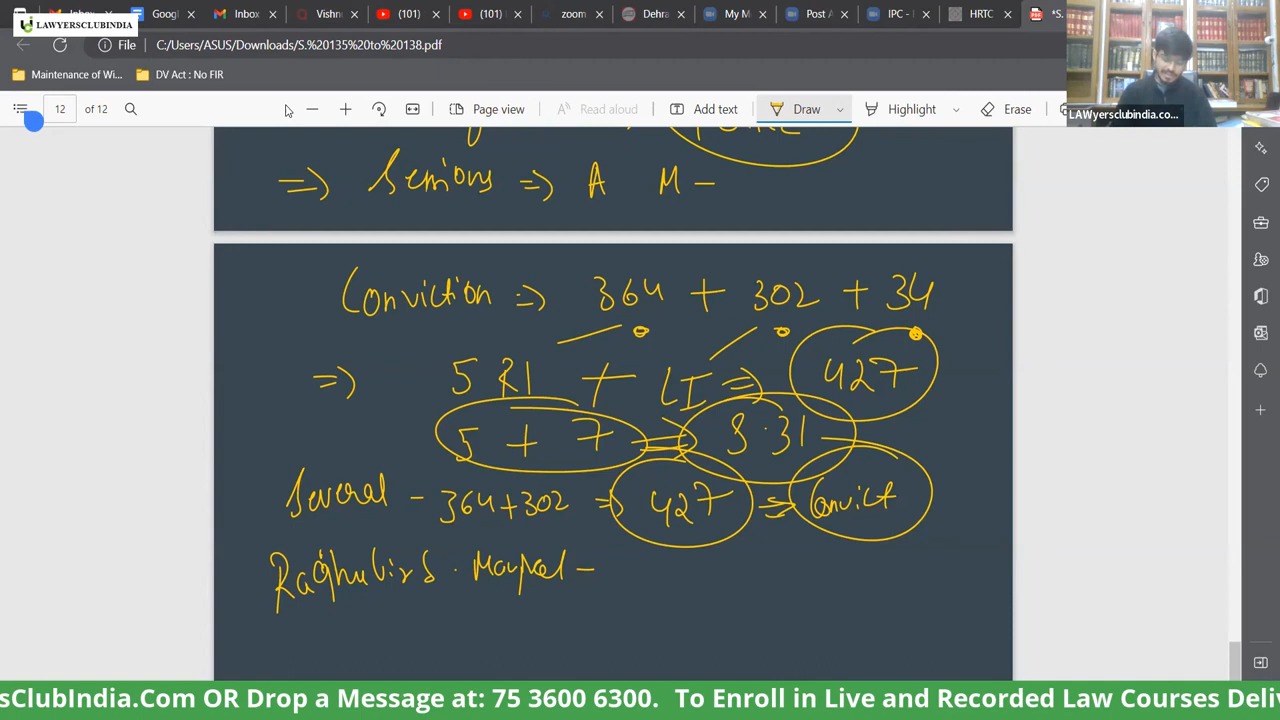 LAWYERSCLUBINDIA
Inbox
Googl
Inbox
Vishn
(101)
(101)
Dehra
My M
Post
IPC -
HRTC
*S.
File
C:/Users/ASUS/Downloads/S.%20135%20to%20138.pdf
Maintenance of Wi...
DV Act : No FIR
12 of 12
Page view
Read aloud
Add text
Draw
Highlight
Erase
LAWyersclubindia.co...
=> Seniors => A M -
Conviction => 364 + 302 + 34
=> 5 RI + LI => 427
5 + 7 = S.31
Several - 364+302 => 427 => Convict
sClubIndia.Com OR Drop a Message at: 75 3600 6300. To Enroll in Live and Recorded Law Courses Deli